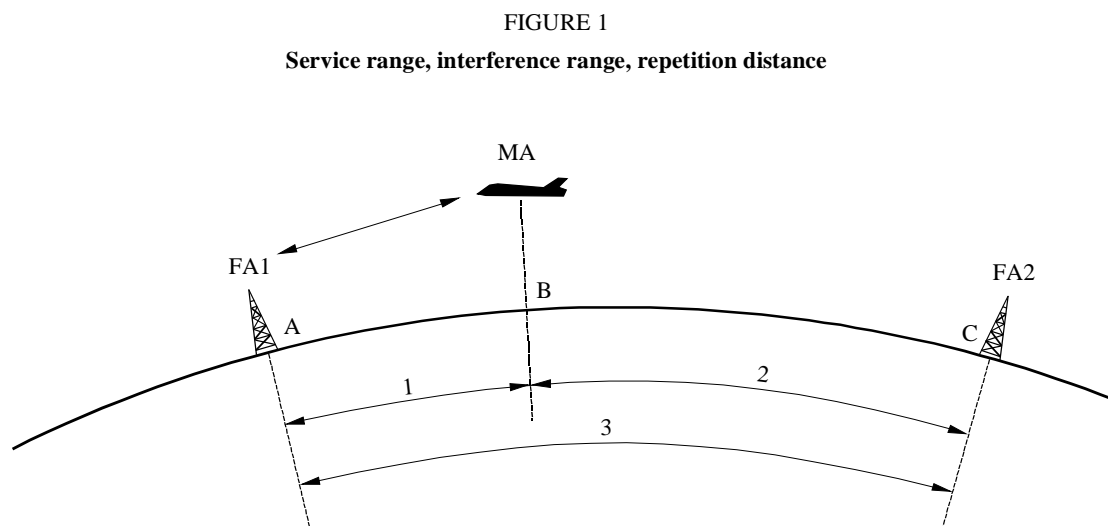 FIGURE 1
Service range, interference range, repetition distance
MA
FA1
FA2
B
A
C
1
2
3